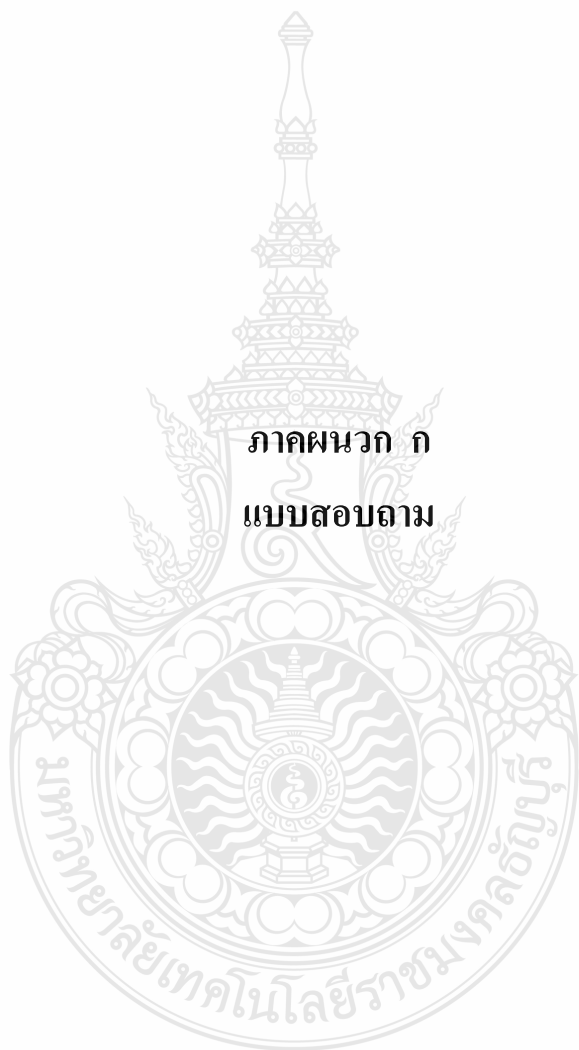 ภาคผนวก ก
แบบสอบถาม
มหาวิทยาลัยเทคโนโลยีราชมงคลธัญบุรี